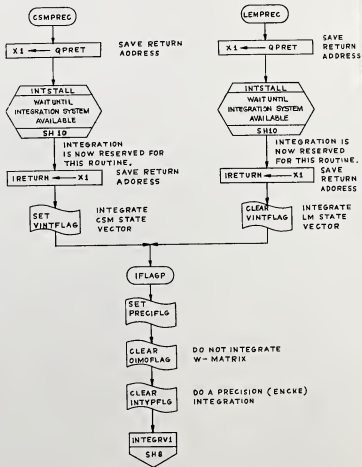 CSMPREC
X1 ← QPRET
SAVE RETURN
ADDRESS
INTSTALL
WAIT UNTIL
INTEGRATION SYSTEM
AVAILABLE
SH10
INTEGRATION
IS NOW RESERVED FOR
THIS ROUTINE.
IRETURN ← X1
SAVE RETURN
ADDRESS
SET
VINTFLAG
INTEGRATE
CSM STATE
VECTOR
LEMPREC
X1 ← QPRET
SAVE
RETURN
ADDRESS
INTSTALL
WAIT UNTIL
INTEGRATION SYSTEM
AVAILABLE
SH10
INTEGRATION
IS NOW RESERVED
FOR THIS ROUTINE.
IRETURN ← X1
SAVE
RETURN
ADDRESS
CLEAR
VINTFLAG
INTEGRATE
LM STATE
VECTOR
IFLAGP
SET
PRECIFLG
CLEAR
DIMOFLAG
DO NOT INTEGRATE
W-MATRIX
CLEAR
INTYPFLG
DO A PRECISION (ENCKE)
INTEGRATION
INTEGRV1
SH8